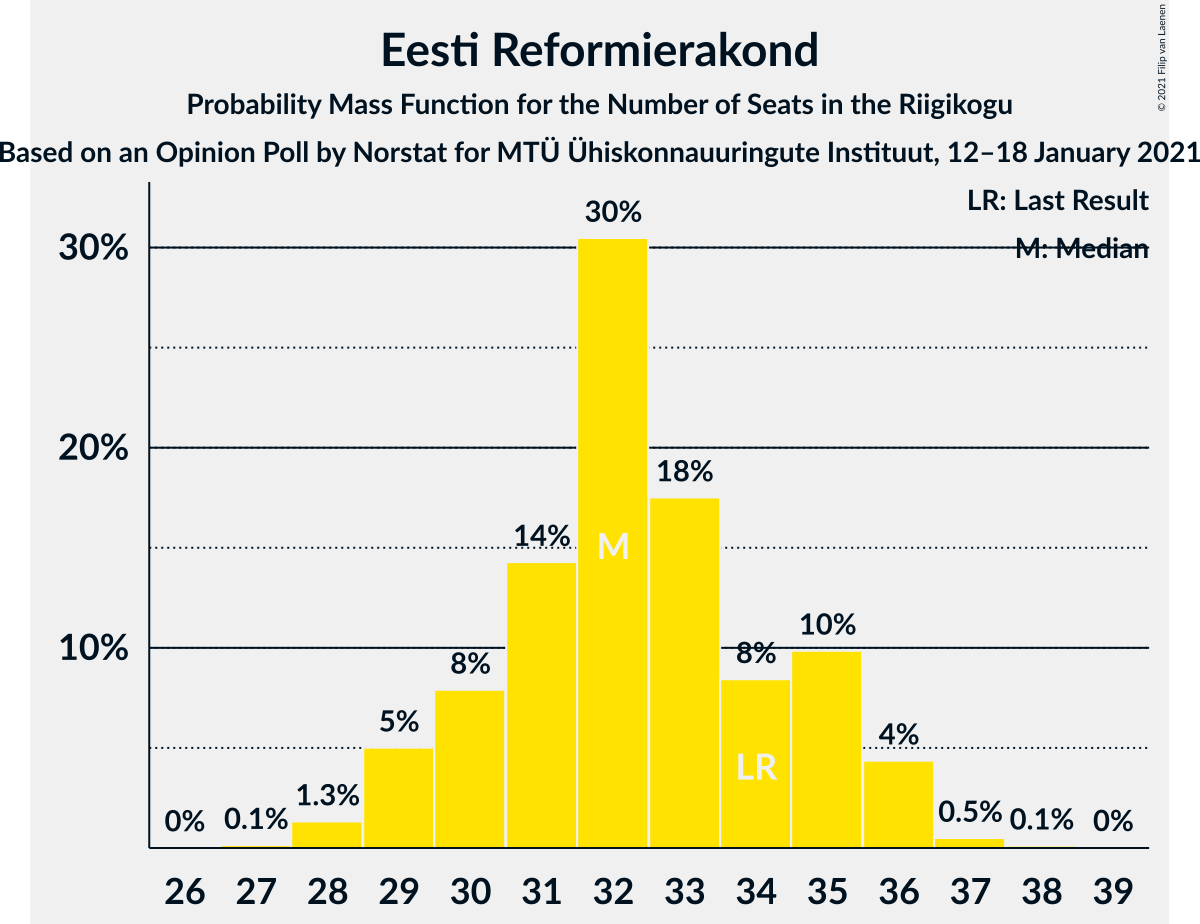 Eesti Reformierakond
Probability Mass Function for the Number of Seats in the Riigikogu
Based on an Opinion Poll by Norstat for MTÜ Ühiskonnauuringute Instituut, 12–18 January 2021
© 2021 Filip van Laenen
LR: Last Result
M: Median
30%
20%
10%
0%
0.1%
1.3%
5%
8%
14%
30%
18%
8%
10%
4%
0.5%
0.1%
0%
M
LR
26 27 28 29 30 31 32 33 34 35 36 37 38 39